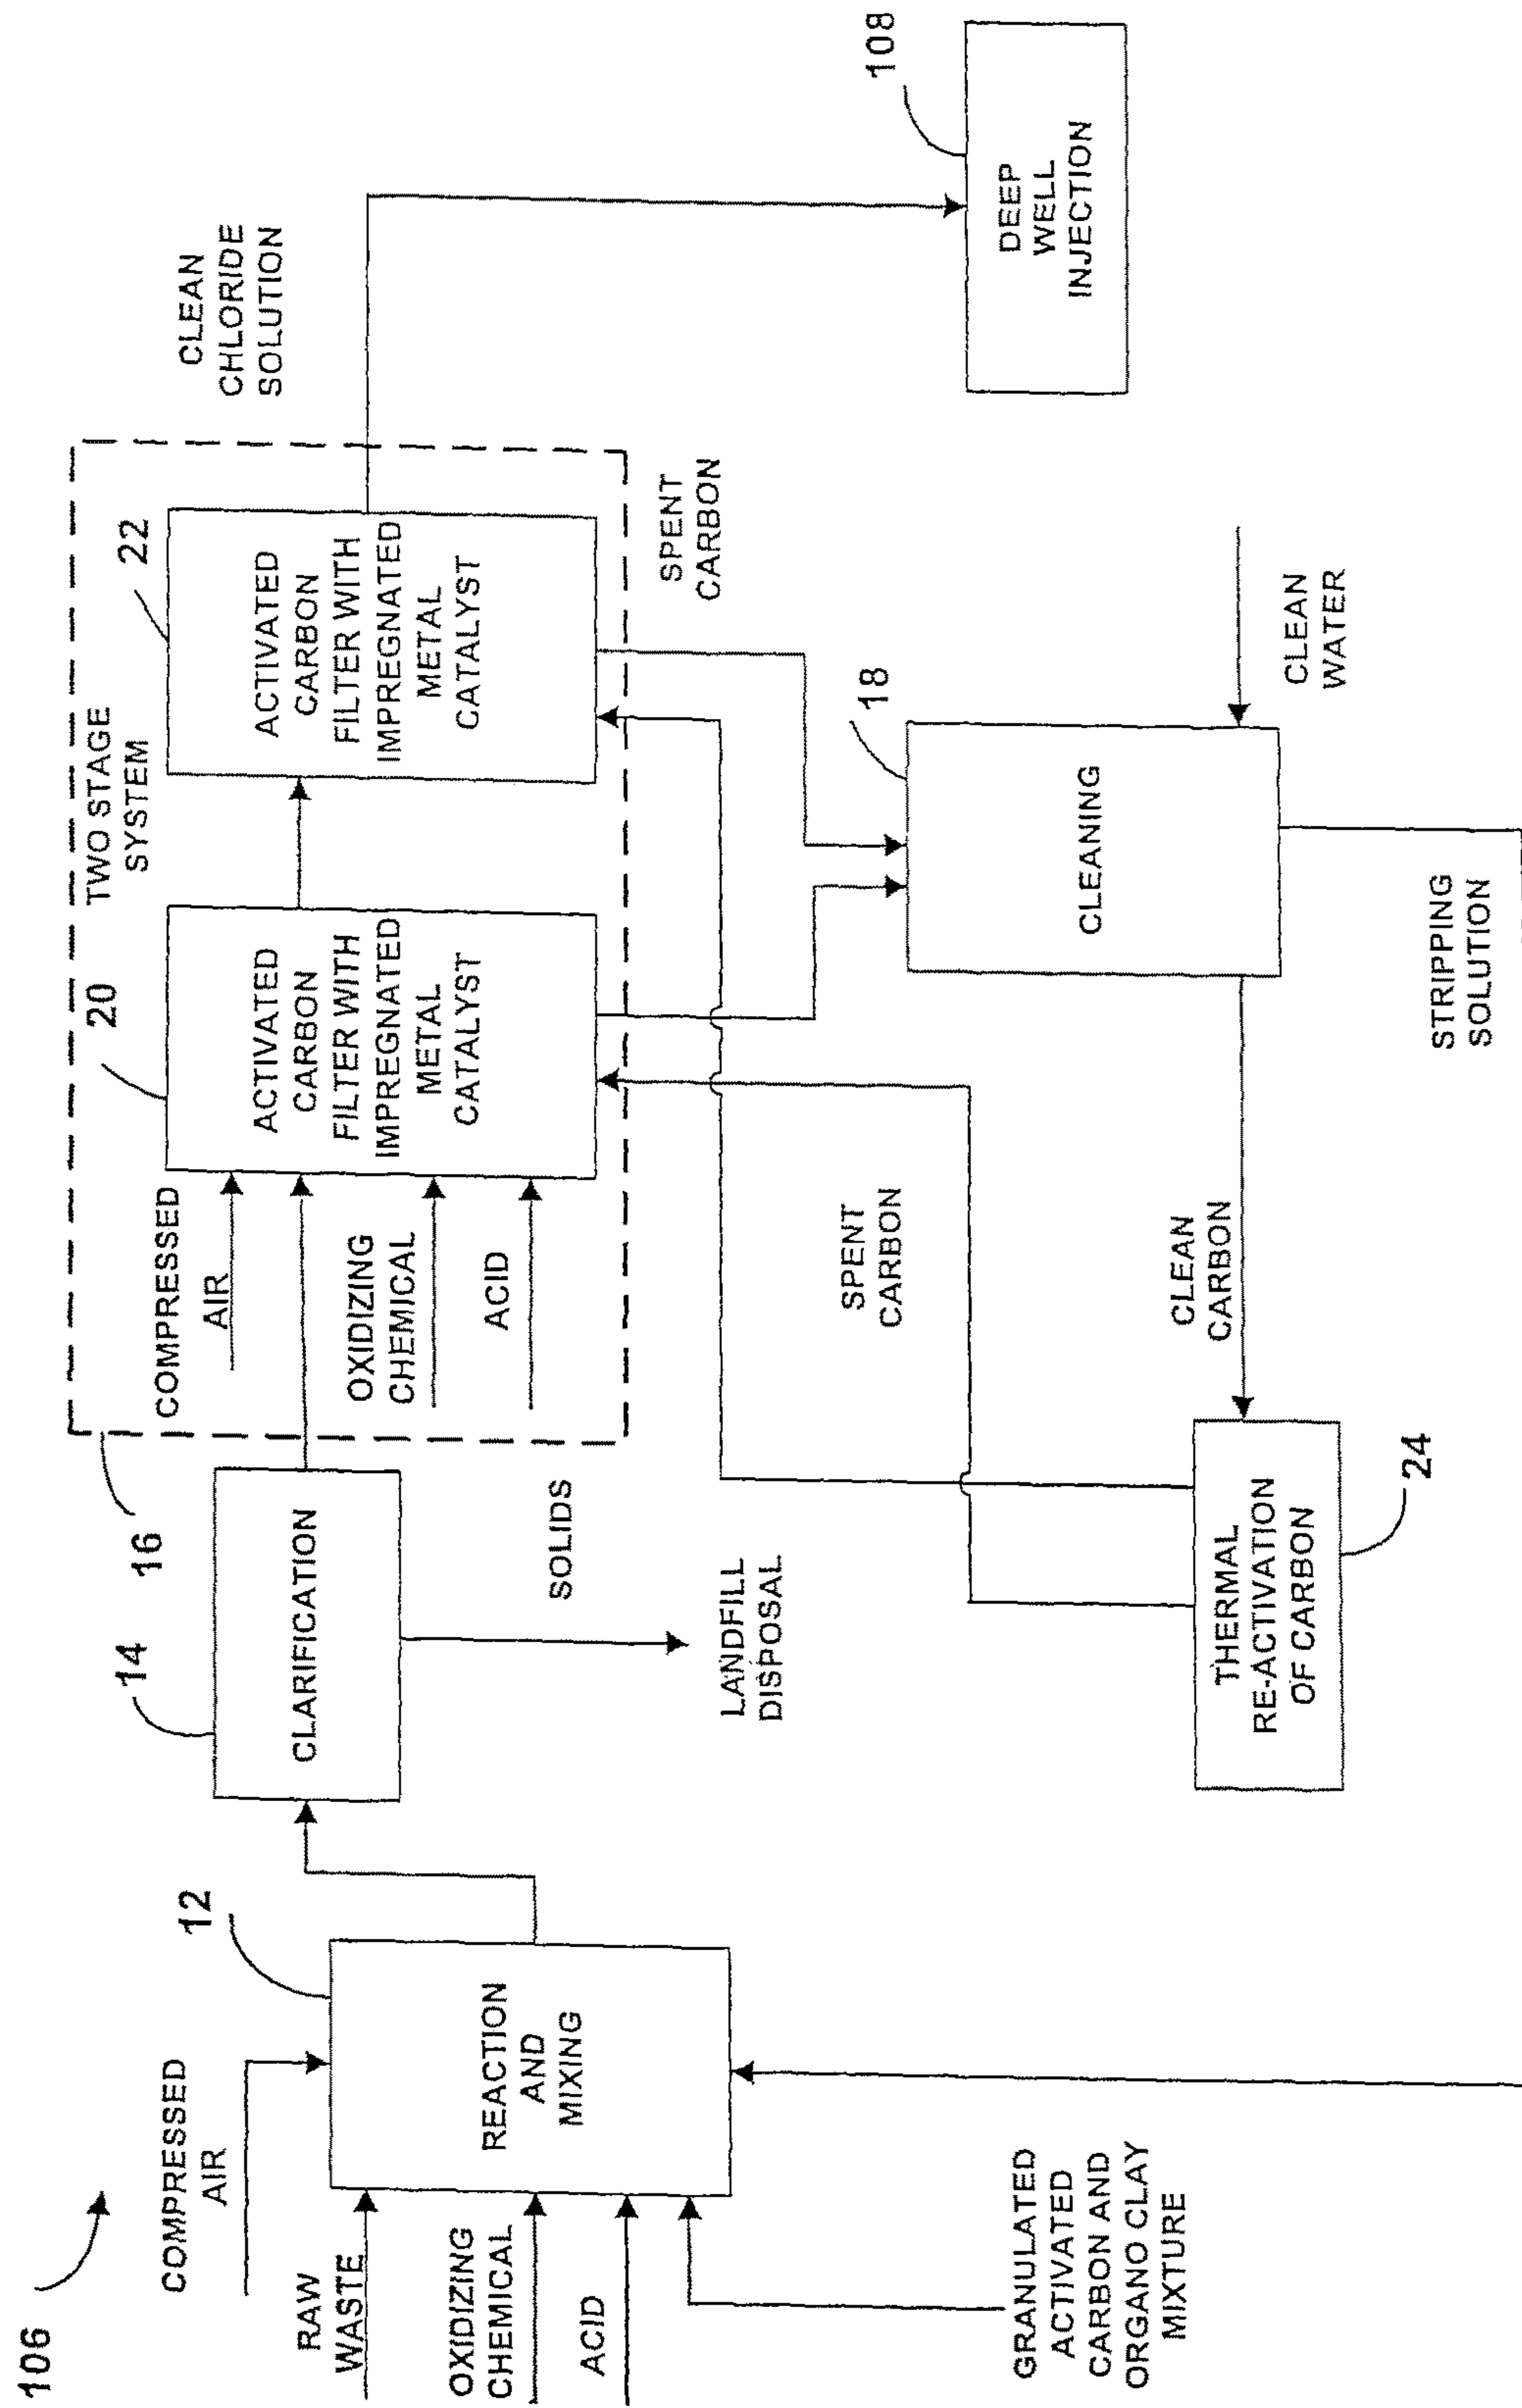 106
COMPRESSED
AIR
RAW
WASTE
OXIDIZING
CHEMICAL
ACID
GRANULATED
ACTIVATED
CARBON AND
ORGANO CLAY
MIXTURE
12
REACTION
AND
MIXING
14
CLARIFICATION
SOLIDS
LANDFILL
DISPOSAL
16
TWO STAGE
SYSTEM
COMPRESSED
AIR
OXIDIZING
CHEMICAL
ACID
20
ACTIVATED
CARBON
FILTER WITH
IMPREGNATED
METAL
CATALYST
22
ACTIVATED
CARBON
FILTER WITH
IMPREGNATED
METAL
CATALYST
CLEAN
CHLORIDE
SOLUTION
108
DEEP
WELL
INJECTION
SPENT
CARBON
SPENT
CARBON
18
CLEANING
CLEAN
WATER
STRIPPING
SOLUTION
CLEAN
CARBON
THERMAL
RE-ACTIVATION
OF CARBON
24